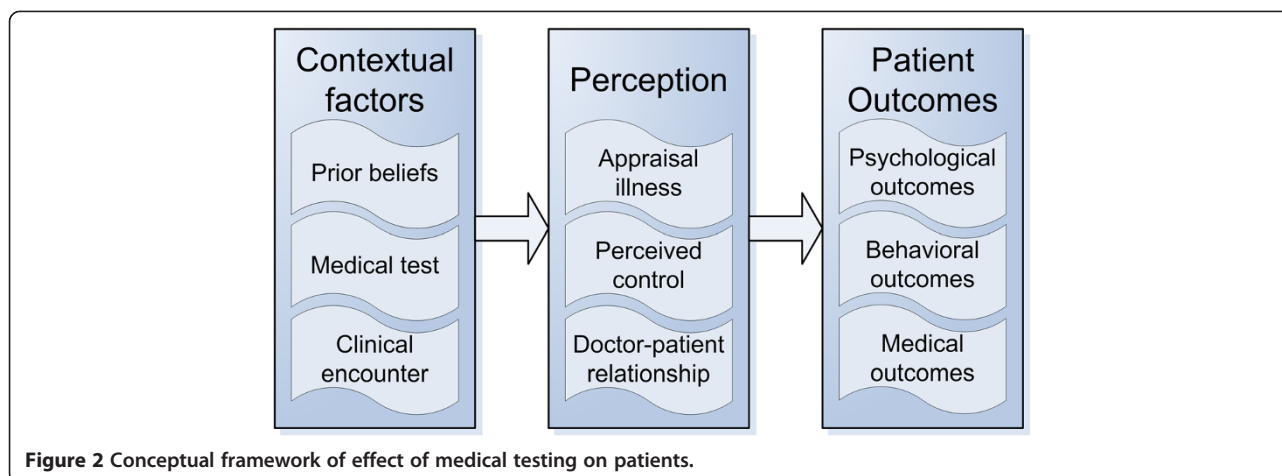 Contextual
factors
Prior beliefs
Medical test
Clinical
encounter
Perception
Appraisal
illness
Perceived
control
Doctor-patient
relationship
Patient
Outcomes
Psychological
outcomes
Behavioral
outcomes
Medical
outcomes
Figure 2 Conceptual framework of effect of medical testing on patients.